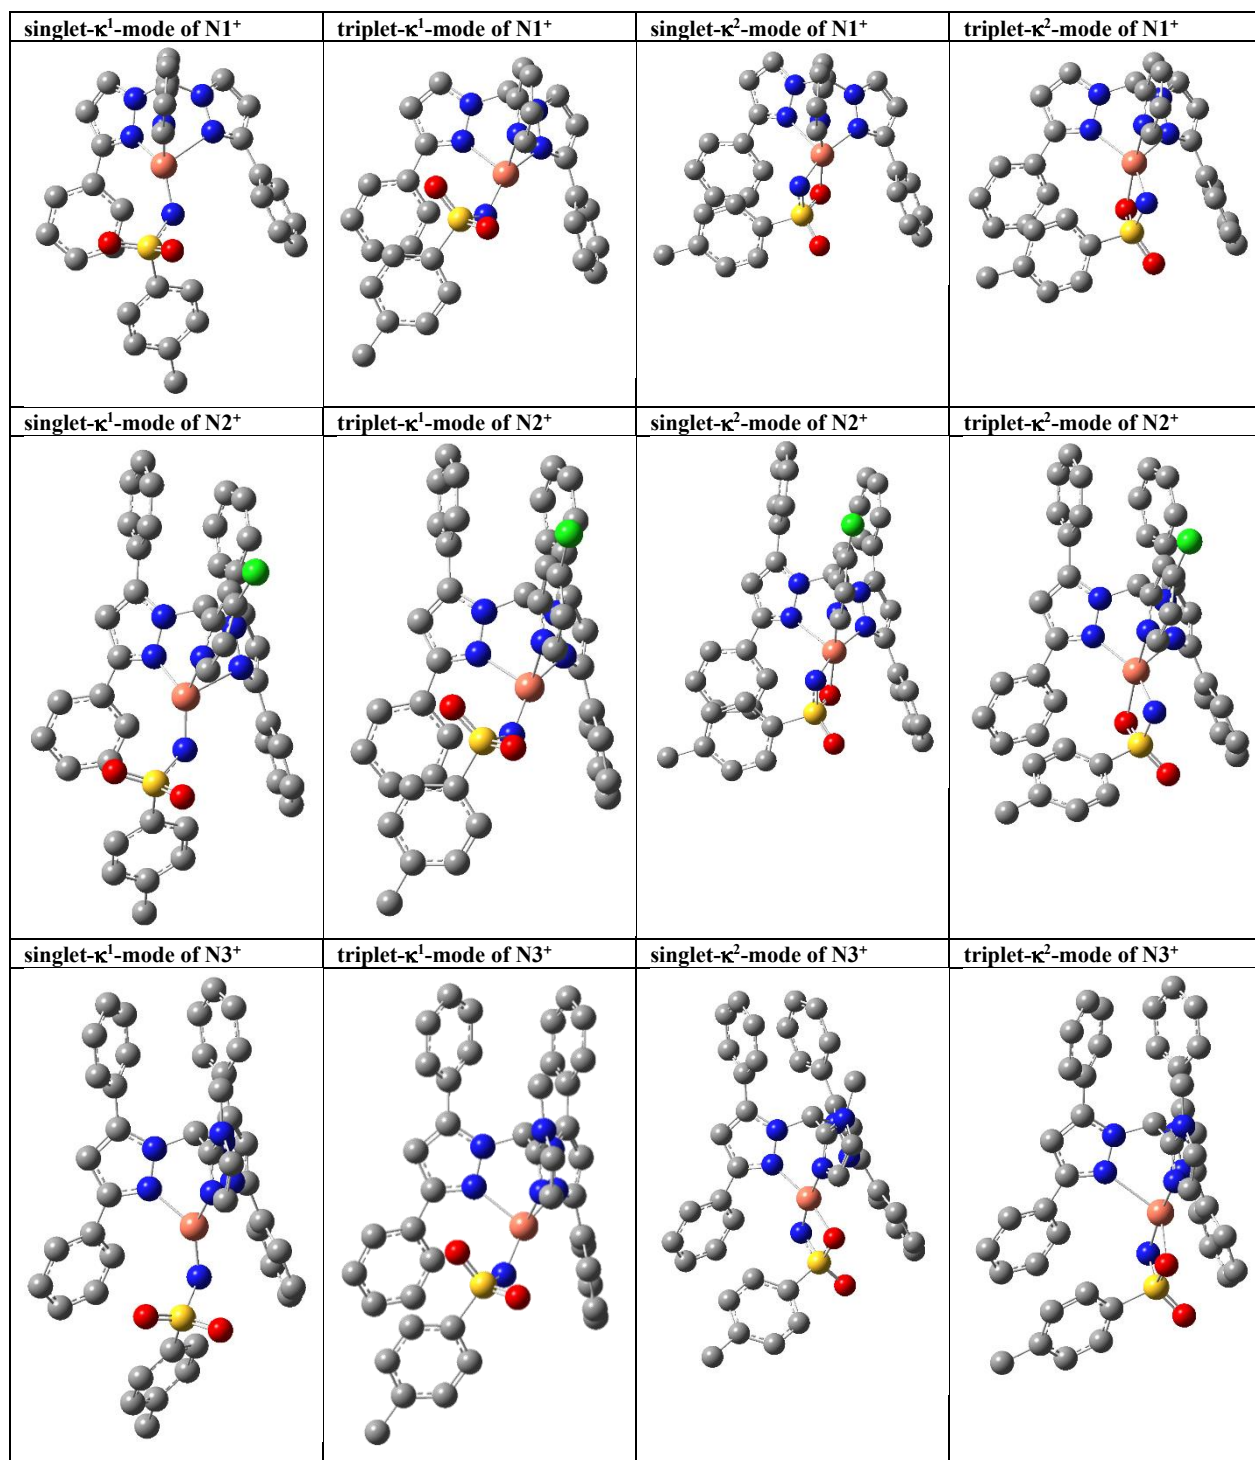 singlet-κ¹-mode of N1⁺
triplet-κ¹-mode of N1⁺
singlet-κ²-mode of N1⁺
triplet-κ²-mode of N1⁺
singlet-κ¹-mode of N2⁺
triplet-κ¹-mode of N2⁺
singlet-κ²-mode of N2⁺
triplet-κ²-mode of N2⁺
singlet-κ¹-mode of N3⁺
triplet-κ¹-mode of N3⁺
singlet-κ²-mode of N3⁺
triplet-κ²-mode of N3⁺